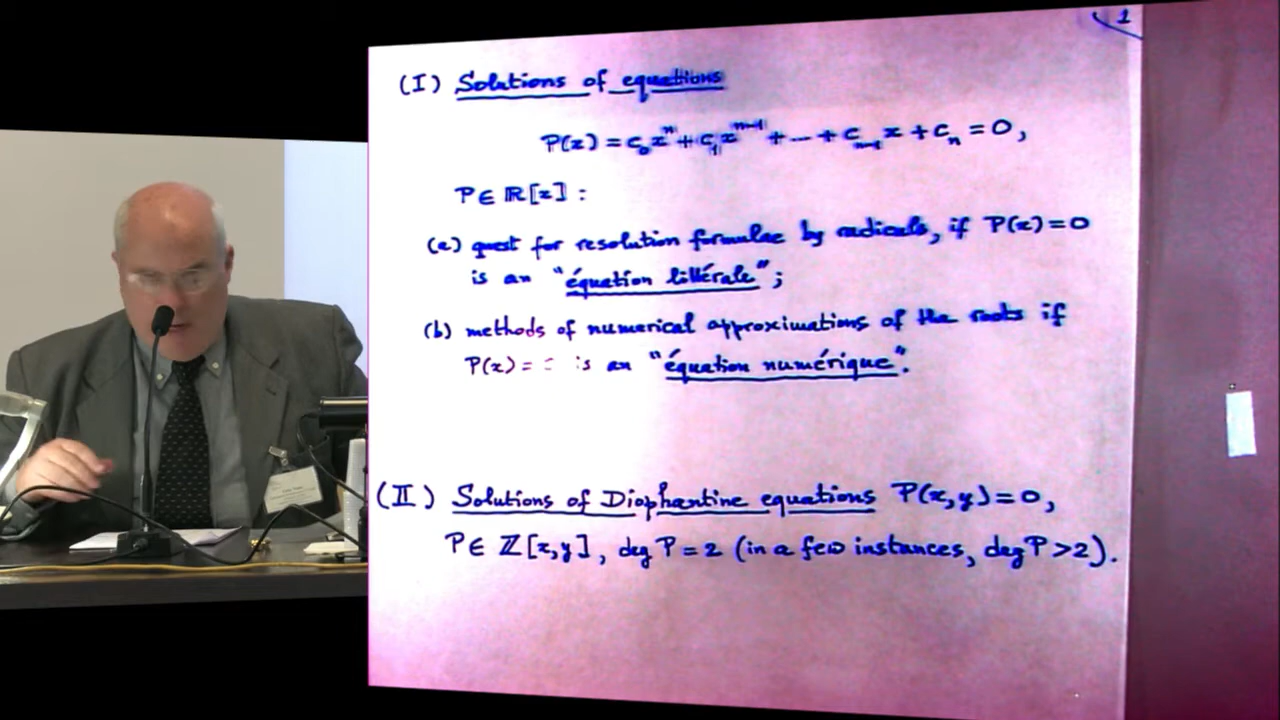 1
(I) Solutions of equations
P(x) = c₀xⁿ + c₁xⁿ⁻¹ + ... + cₙ₋₁x + cₙ = 0,
P ∈ ℝ[x] :
(a) quest for resolution formulae by radicals, if P(x) = 0
is an "équation littérale" ;
(b) methods of numerical approximations of the roots if
P(x) = is an "équation numérique".
(II) Solutions of Diophantine equations P(x,y) = 0,
P ∈ ℤ[x,y], deg P = 2 (in a few instances, deg P > 2).